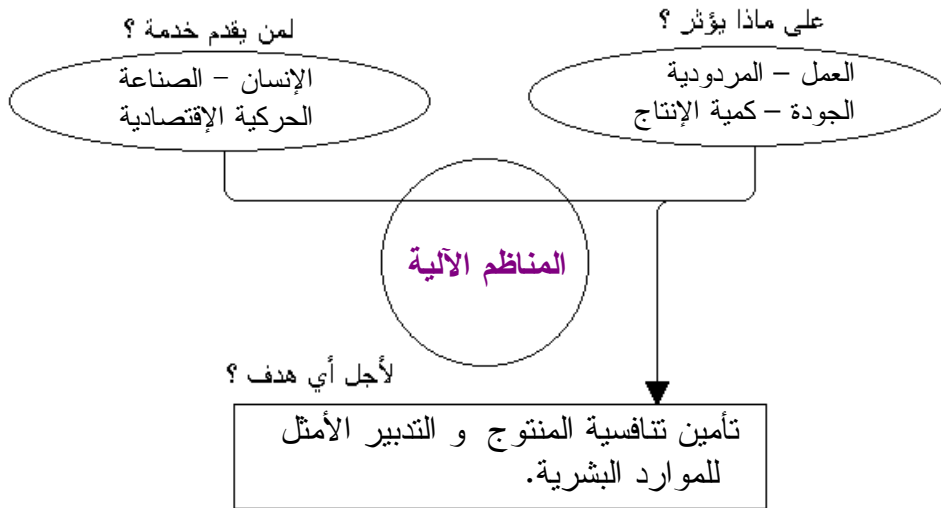 على ماذا يؤثر ؟
العمل – المردودية
الجودة – كمية الإنتاج
لمن يقدم خدمة ؟
الإنسان – الصناعة
الحركية الإقتصادية
المناظم الآلية
لأجل أي هدف ؟
تأمين تنافسية المنتوج و التدبير الأمثل
للموارد البشرية.